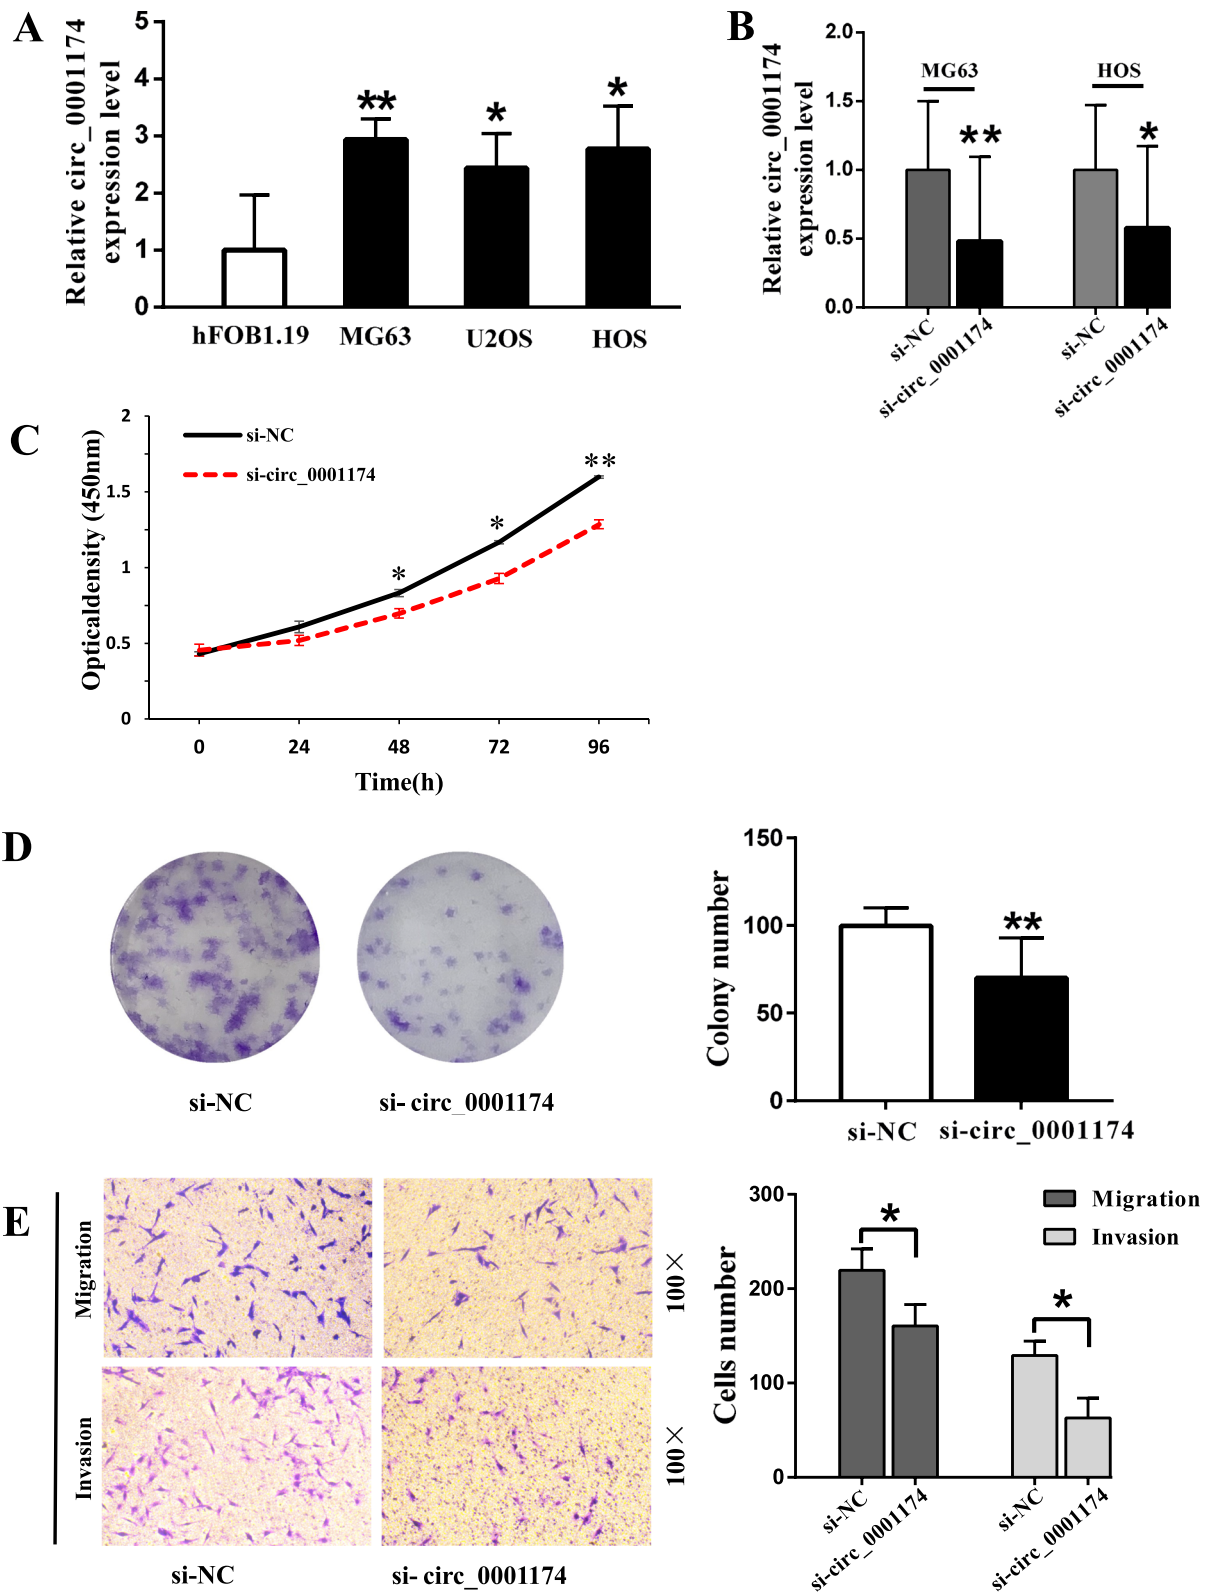 A
Relative circ_0001174
expression level
5
4
3
2
1
0
**
*
*
hFOB1.19
MG63
U2OS
HOS
B
Relative circ_0001174
expression level
2.0
1.5
1.0
0.5
0.0
MG63
HOS
**
*
si-NC
si-circ_0001174
si-NC
si-circ_0001174
C
Opticaldensity (450nm)
2
1.5
1
0.5
0
si-NC
si-circ_0001174
*
*
**
0
24
48
72
96
Time(h)
D
si-NC
si- circ_0001174
Colony number
150
100
50
0
**
si-NC
si-circ_0001174
E
Migration
100×
Invasion
100×
si-NC
si- circ_0001174
Cells number
300
200
100
0
*
*
Migration
Invasion
si-NC
si-circ_0001174
si-NC
si-circ_0001174